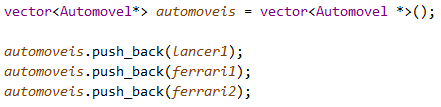 vector<Automovel*> automoveis = vector<Automovel *>();
automoveis.push_back(lancer1);
automoveis.push_back(ferrari1);
automoveis.push_back(ferrari2);